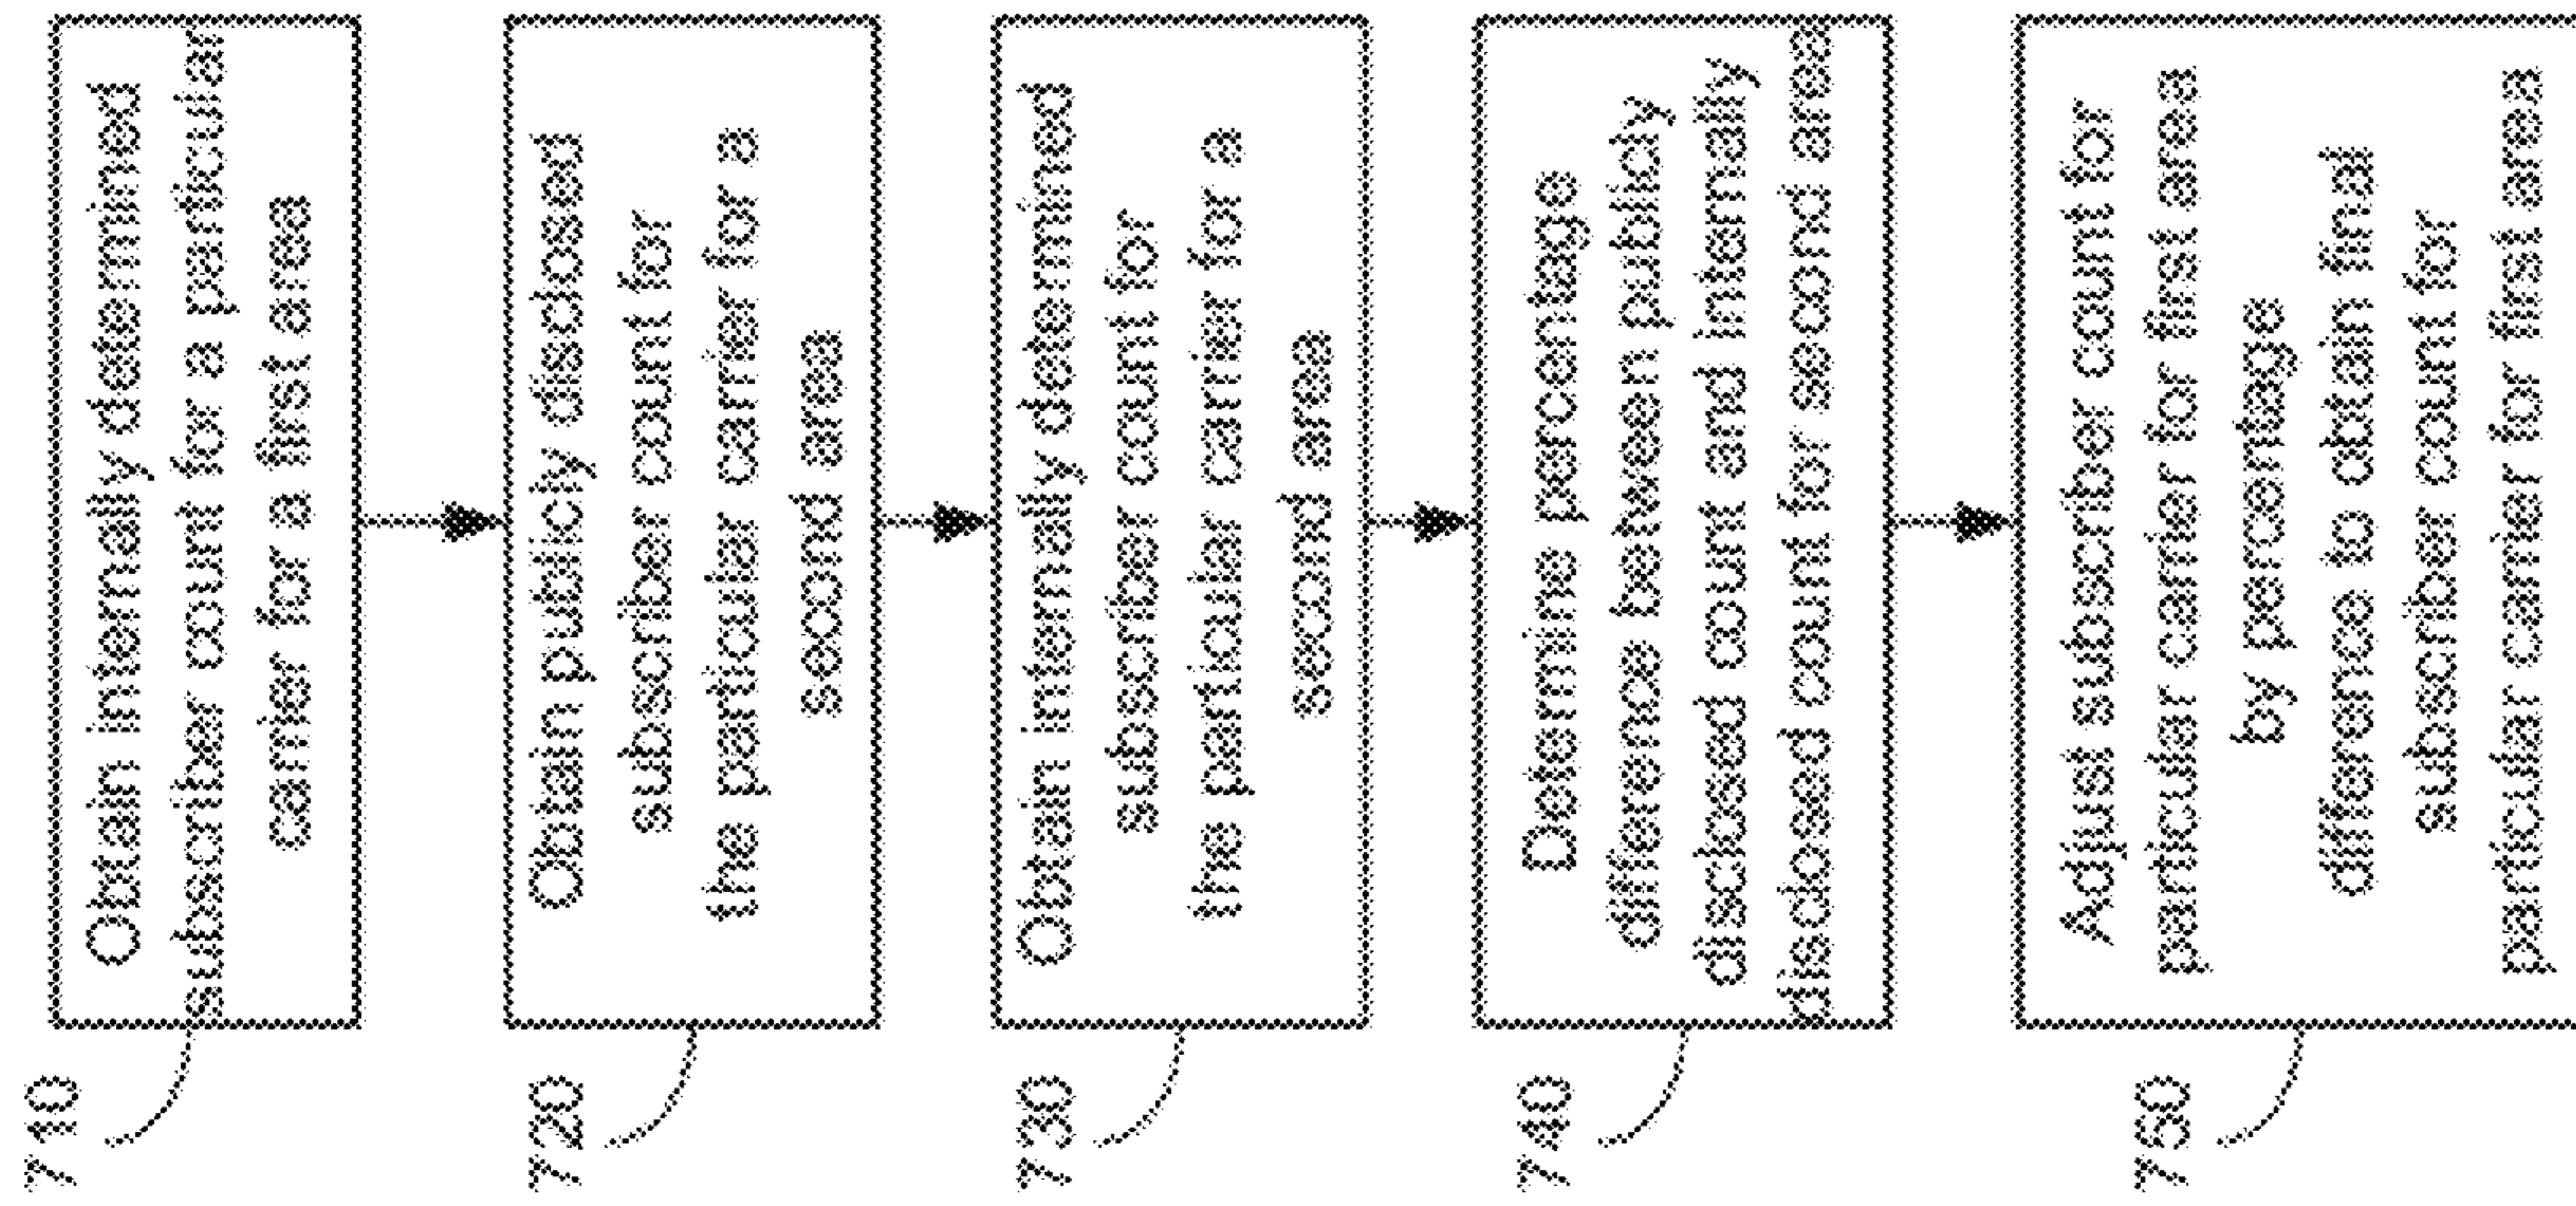 710
Obtain internally determined
subscriber count for a particular
carrier for a first area
720
Obtain publicly disclosed
subscriber count for
the particular carrier for a
second area
730
Obtain internally determined
subscriber count for
the particular carrier for a
second area
740
Determine percentage
difference between publicly
disclosed count and internally
disclosed count for second area
750
Adjust subscriber count for
particular carrier for first area
by percentage
difference to obtain final
subscriber count for
particular carrier for first area